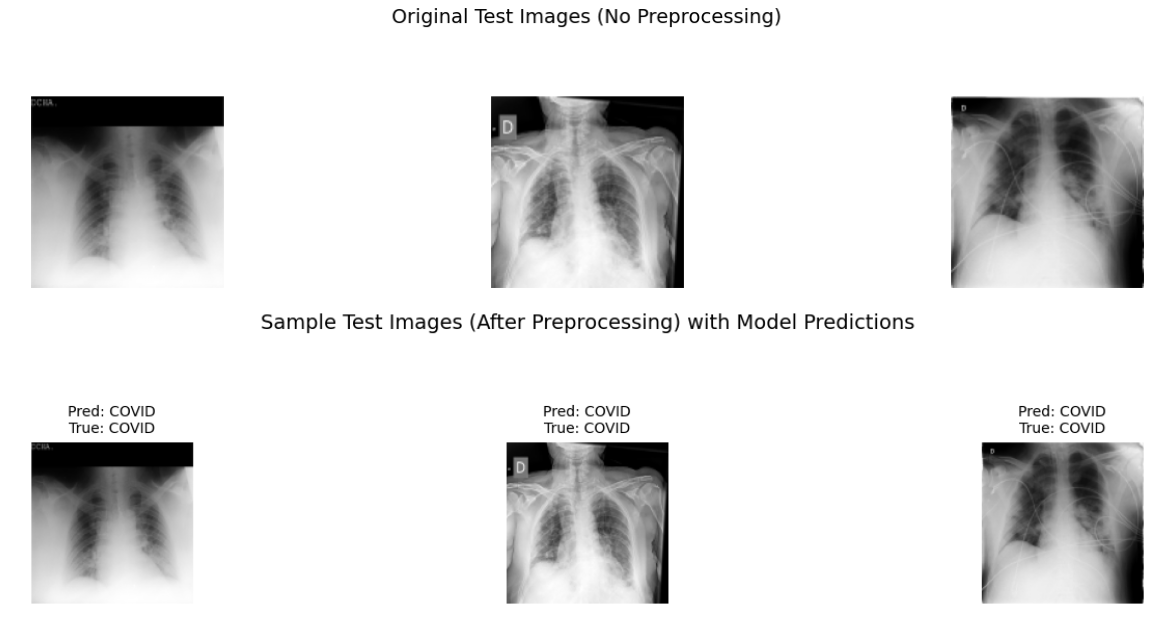 Original Test Images (No Preprocessing)
CCHA.
D
D
Sample Test Images (After Preprocessing) with Model Predictions
Pred: COVID
True: COVID
Pred: COVID
True: COVID
Pred: COVID
True: COVID
D
D